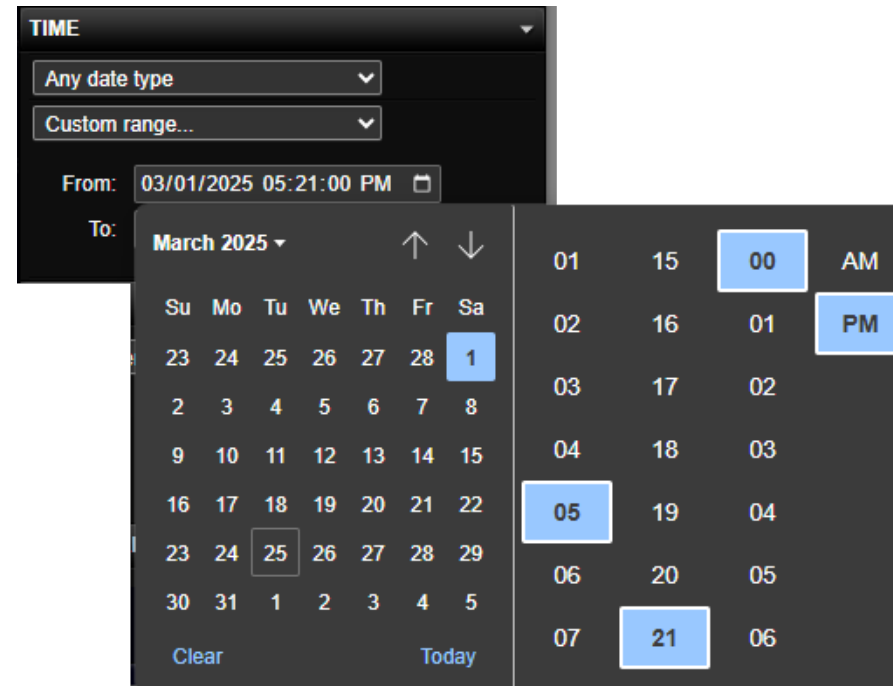 TIME
Any date type
Custom range...
From: 03/01/2025 05:21:00 PM
To:
March 2025
Su Mo Tu We Th Fr Sa
23 24 25 26 27 28 1
2 3 4 5 6 7 8
9 10 11 12 13 14 15
16 17 18 19 20 21 22
23 24 25 26 27 28 29
30 31 1 2 3 4 5
Clear Today
01 15 00 AM
02 16 01 PM
03 17 02
04 18 03
05 19 04
06 20 05
07 21 06